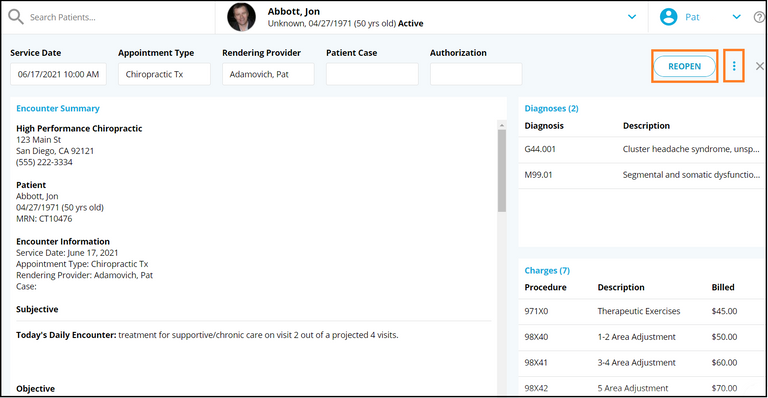 Search Patients...
Abbott, Jon
Unknown, 04/27/1971 (50 yrs old) Active
Pat
Service Date Appointment Type Rendering Provider Patient Case Authorization
06/17/2021 10:00 AM Chiropractic Tx Adamovich, Pat
REOPEN
Encounter Summary
High Performance Chiropractic
123 Main St
San Diego, CA 92121
(555) 222-3334
Patient
Abbott, Jon
04/27/1971 (50 yrs old)
MRN: CT10476
Encounter Information
Service Date: June 17, 2021
Appointment Type: Chiropractic Tx
Rendering Provider: Adamovich, Pat
Case:
Subjective
Today's Daily Encounter: treatment for supportive/chronic care on visit 2 out of a projected 4 visits.
Objective
Diagnoses (2)
Diagnosis Description
G44.001 Cluster headache syndrome, unsp...
M99.01 Segmental and somatic dysfunctio...
Charges (7)
Procedure Description Billed
971X0 Therapeutic Exercises $45.00
98X40 1-2 Area Adjustment $50.00
98X41 3-4 Area Adjustment $60.00
98X42 5 Area Adjustment $70.00